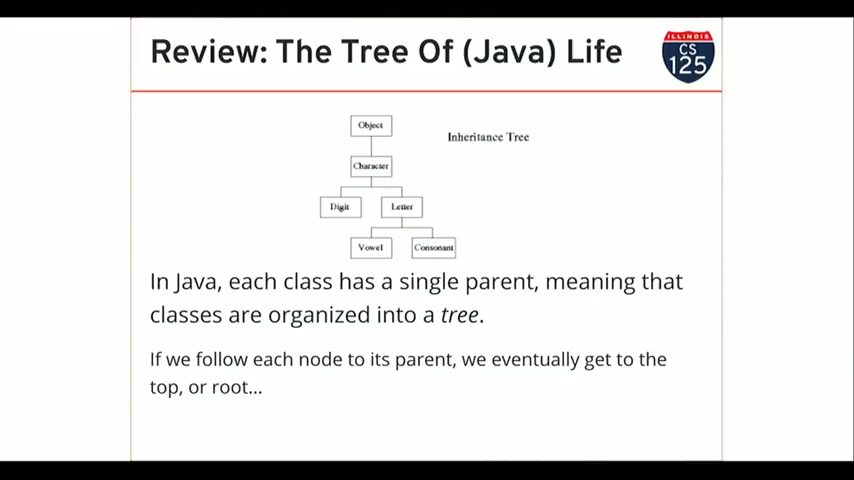 Review: The Tree Of (Java) Life
ILLINOIS
CS
125
Object
Inheritance Tree
Character
Digit Letter
Vowel Consonant
In Java, each class has a single parent, meaning that
classes are organized into a tree.
If we follow each node to its parent, we eventually get to the
top, or root...